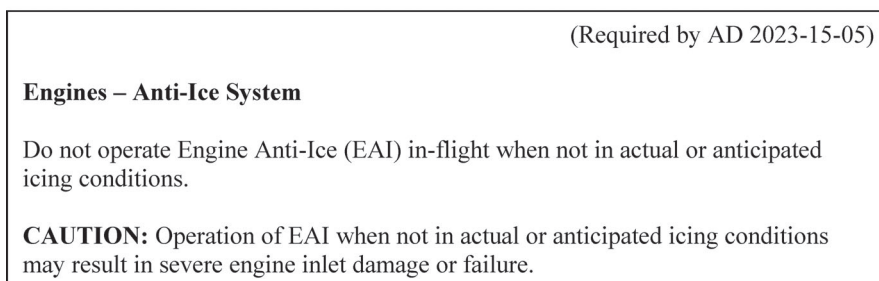 (Required by AD 2023-15-05)
Engines – Anti-Ice System
Do not operate Engine Anti-Ice (EAI) in-flight when not in actual or anticipated
icing conditions.
CAUTION: Operation of EAI when not in actual or anticipated icing conditions
may result in severe engine inlet damage or failure.